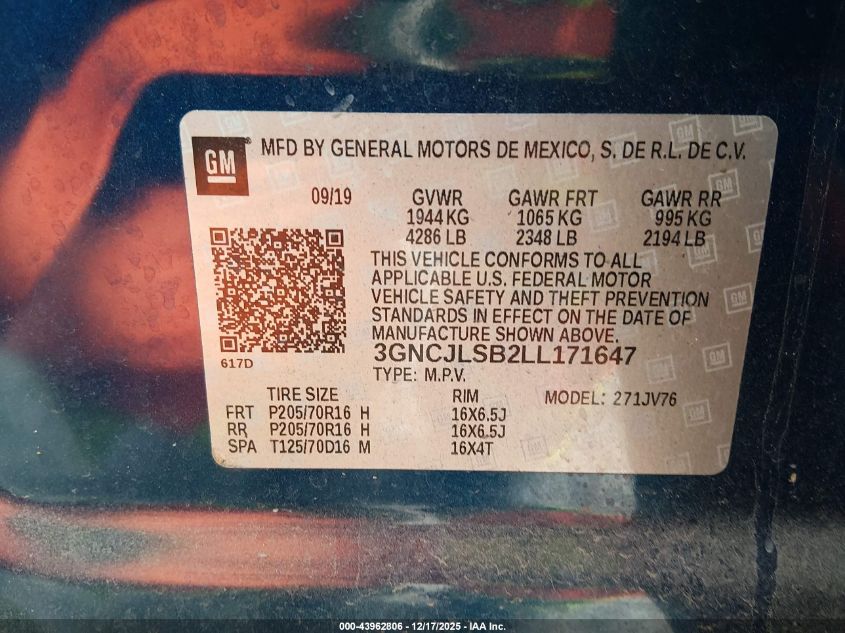 GM ® MFD BY GENERAL MOTORS DE MEXICO, S. DE R.L. DE C.V.
09/19 GVWR GAWR FRT GAWR RR
1944 KG 1065 KG 995 KG
4286 LB 2348 LB 2194 LB
THIS VEHICLE CONFORMS TO ALL
APPLICABLE U.S. FEDERAL MOTOR
VEHICLE SAFETY AND THEFT PREVENTION
STANDARDS IN EFFECT ON THE DATE OF
MANUFACTURE SHOWN ABOVE.
3GNCJLSB2LL171647
617D
TYPE: M.P.V.
TIRE SIZE RIM MODEL: 271JV76
FRT P205/70R16 H 16X6.5J
RR P205/70R16 H 16X6.5J
SPA T125/70D16 M 16X4T
000-43962806 - 12/17/2025 - IAA Inc.